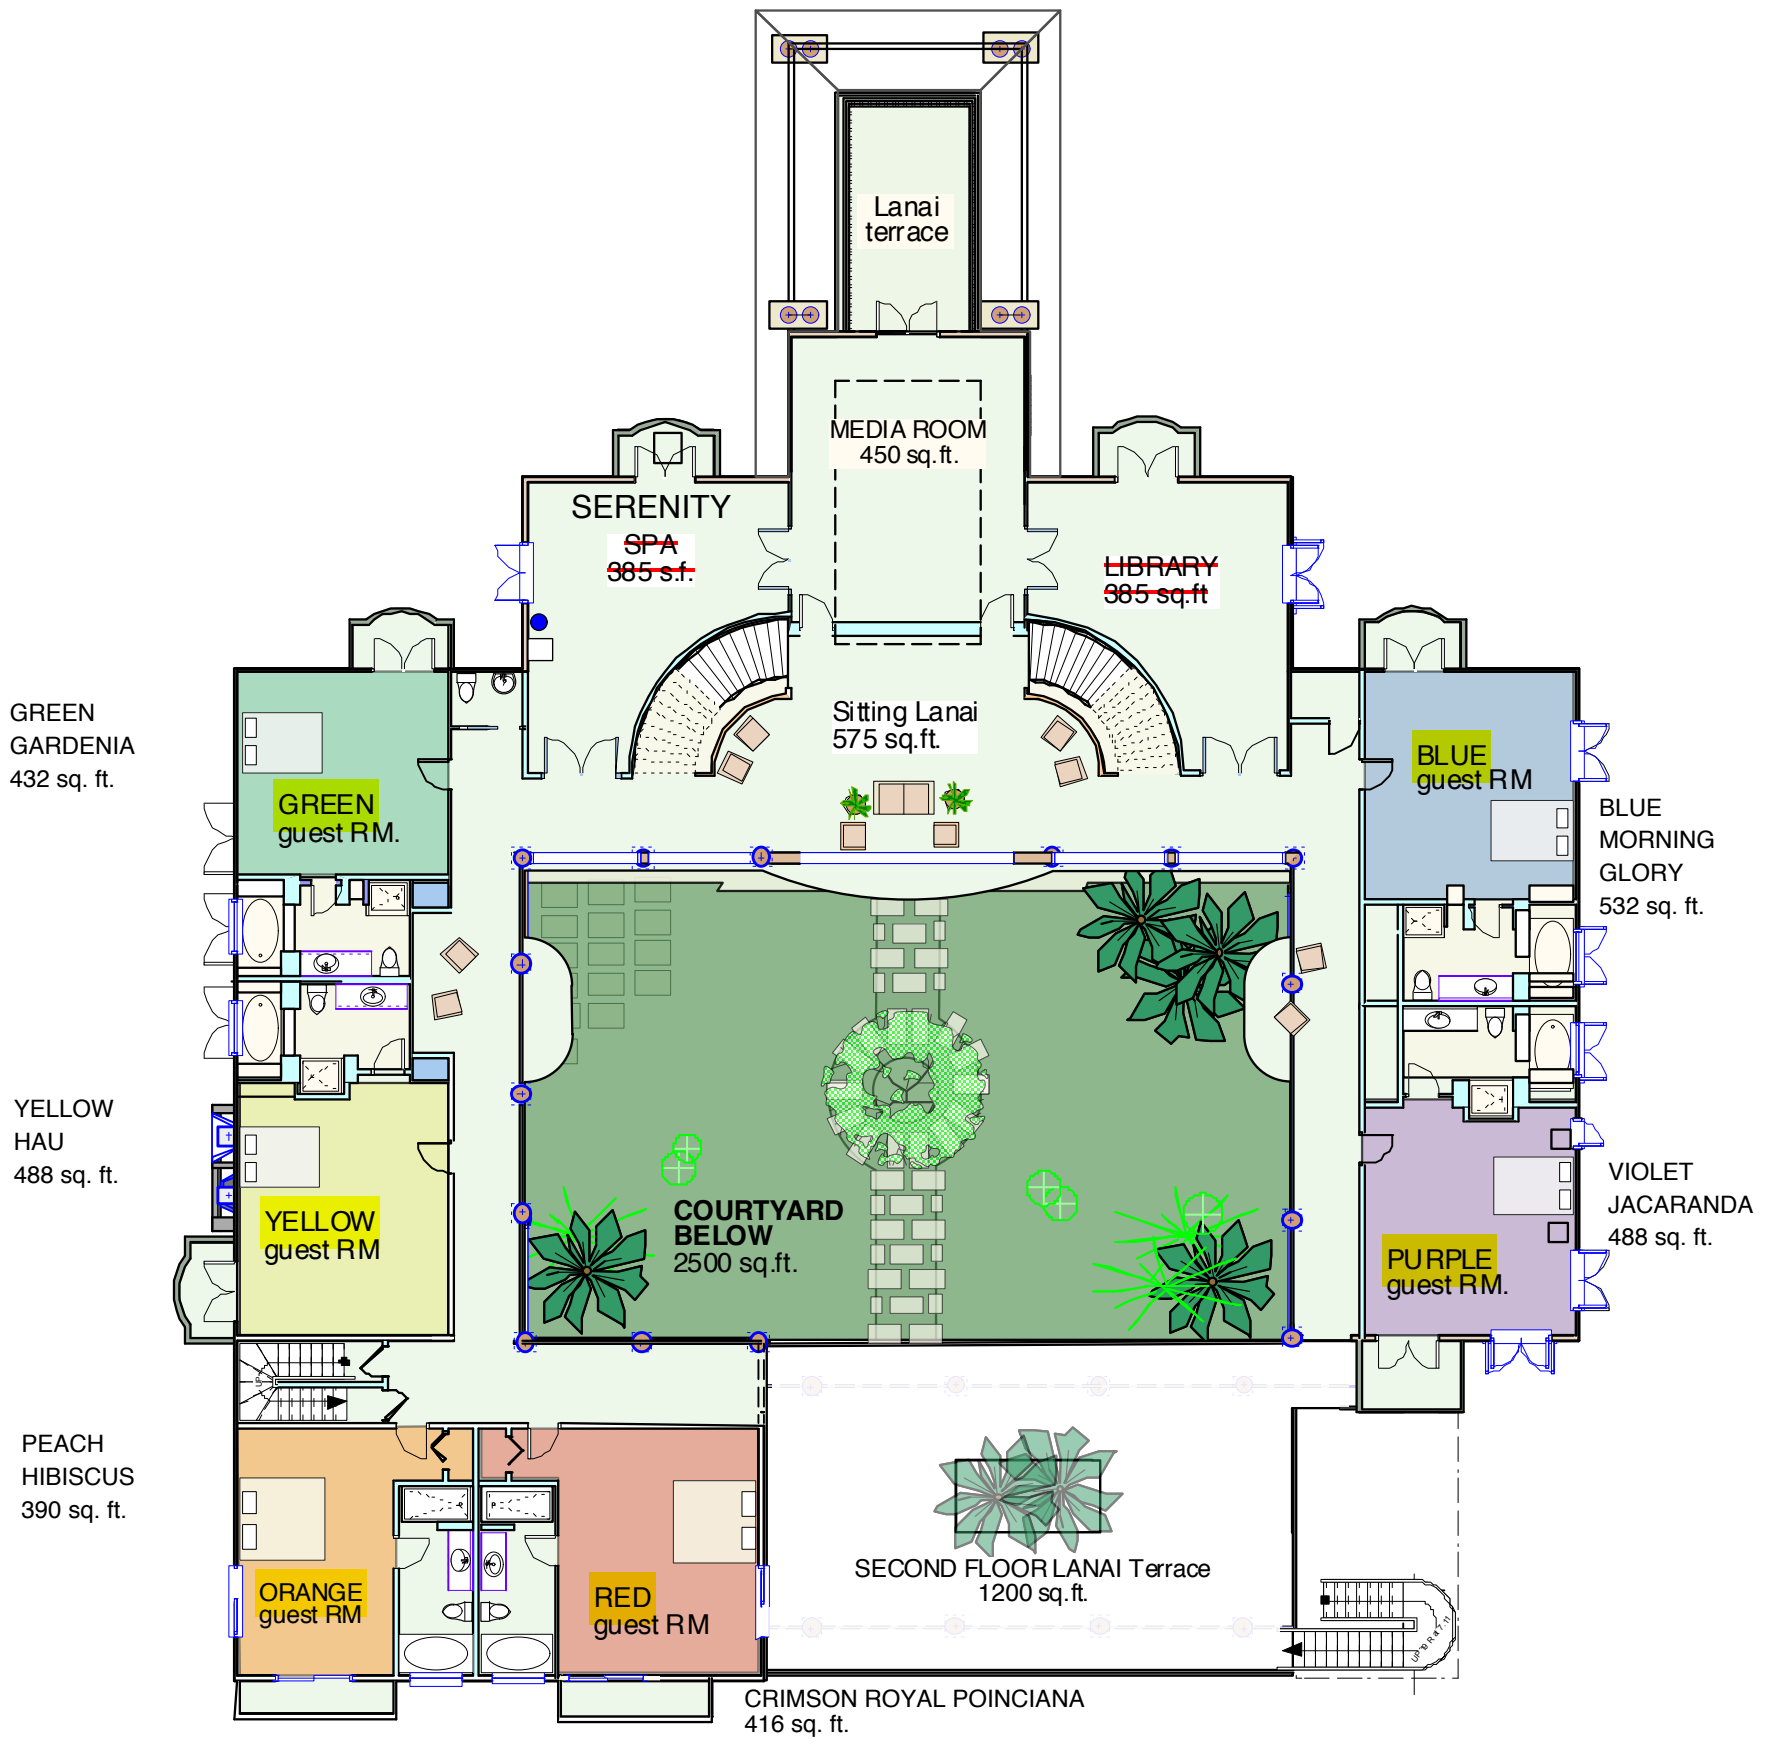 Lanai
terrace
MEDIA ROOM
450 sq.ft.
SERENITY
SPA
385 s.f.
LIBRARY
385 sq.ft
Sitting Lanai
575 sq.ft.
GREEN
GARDENIA
432 sq. ft.
GREEN
guest RM.
BLUE
guest RM
BLUE
MORNING
GLORY
532 sq. ft.
YELLOW
HAU
488 sq. ft.
YELLOW
guest RM
COURTYARD
BELOW
2500 sq.ft.
PURPLE
guest RM.
VIOLET
JACARANDA
488 sq. ft.
UP
PEACH
HIBISCUS
390 sq. ft.
ORANGE
guest RM
RED
guest RM
SECOND FLOOR LANAI Terrace
1200 sq.ft.
CRIMSON ROYAL POINCIANA
416 sq. ft.